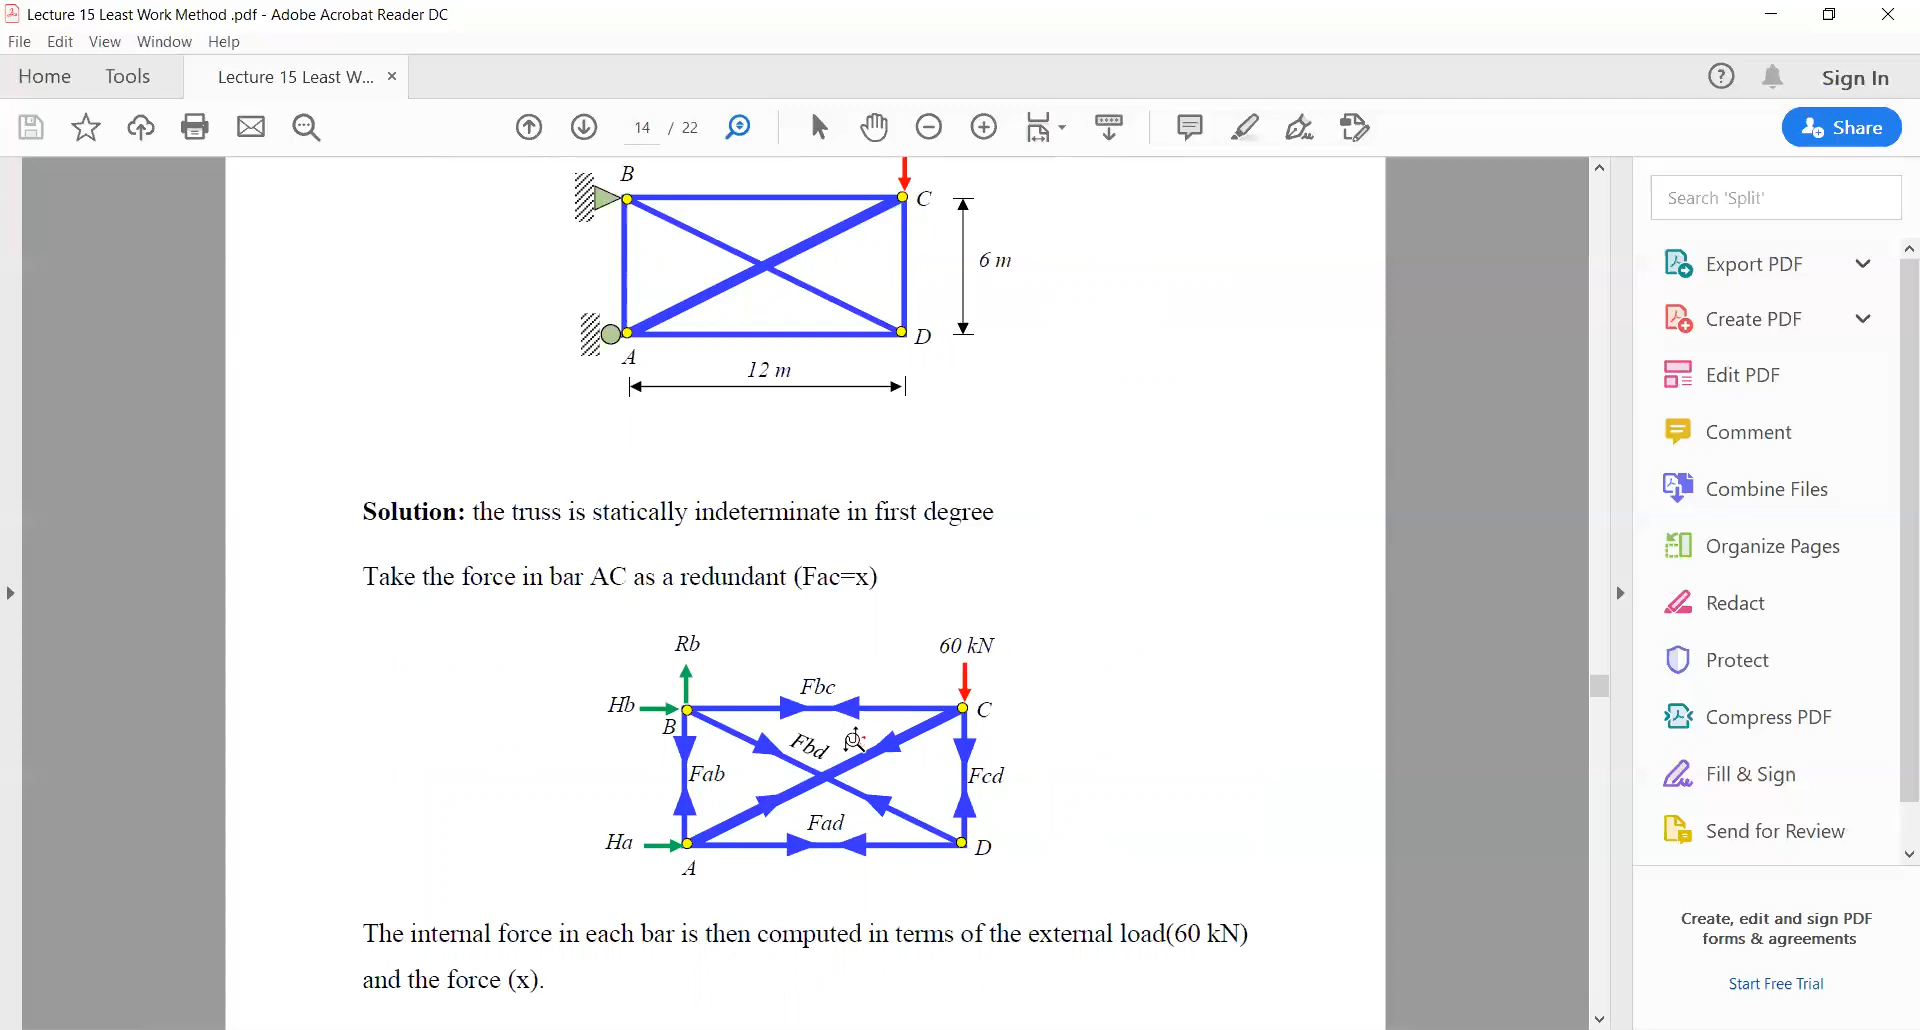 Lecture 15 Least Work Method .pdf - Adobe Acrobat Reader DC
File Edit View Window Help
Home Tools Lecture 15 Least W... × Sign In
14 / 22 Share
B
C
6 m
D
A
12 m
Solution: the truss is statically indeterminate in first degree
Take the force in bar AC as a redundant (Fac=x)
Rb 60 kN
Fbc
Hb C
B
Fbd
Fab Fcd
Fad
Ha D
A
The internal force in each bar is then computed in terms of the external load(60 kN)
and the force (x).
Search 'Split'
Export PDF
Create PDF
Edit PDF
Comment
Combine Files
Organize Pages
Redact
Protect
Compress PDF
Fill & Sign
Send for Review
Create, edit and sign PDF
forms & agreements
Start Free Trial